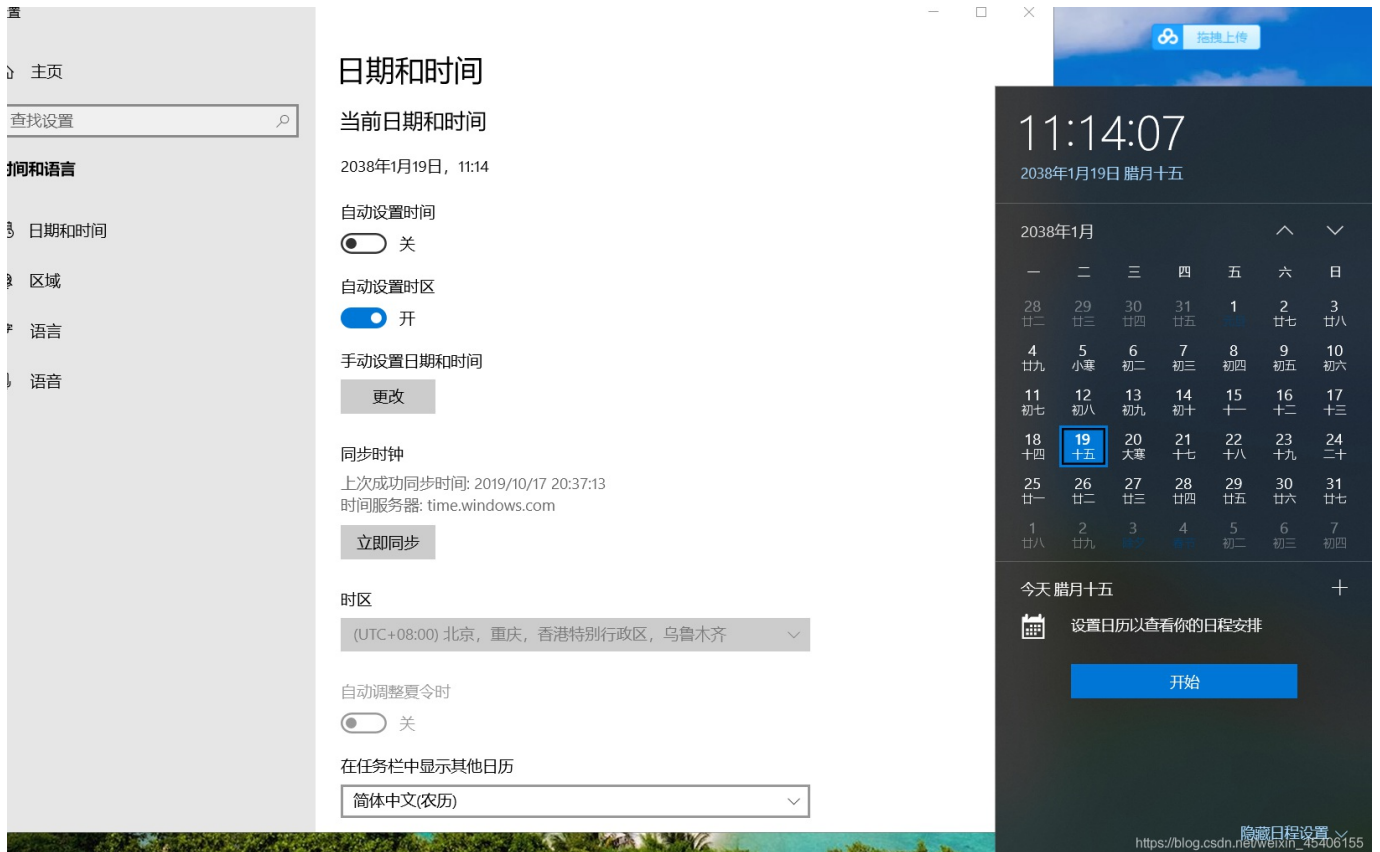 置
主页
查找设置
时间和语言
日期和时间
区域
语言
语音
日期和时间
当前日期和时间
2038年1月19日，11:14
自动设置时间
关
自动设置时区
开
手动设置日期和时间
更改
同步时钟
上次成功同步时间: 2019/10/17 20:37:13
时间服务器: time.windows.com
立即同步
时区
(UTC+08:00) 北京，重庆，香港特别行政区，乌鲁木齐
自动调整夏令时
关
在任务栏中显示其他日历
简体中文(农历)
拖拽上传
11:14:07
2038年1月19日 腊月十五
2038年1月
一 二 三 四 五 六 日
28 29 30 31 1 2 3
廿二 廿三 廿四 廿五 廿七 廿八
4 5 6 7 8 9 10
廿九 小寒 初二 初三 初四 初五 初六
11 12 13 14 15 16 17
初七 初八 初九 初十 十一 十二 十三
18 19 20 21 22 23 24
十四 十五 大寒 十七 十八 十九 二十
25 26 27 28 29 30 31
廿一 廿二 廿三 廿四 廿五 廿六 廿七
1 2 3 4 5 6 7
廿八 廿九 初二 初三 初四
今天 腊月十五
设置日历以查看你的日程安排
开始
隐藏日程设置
https://blog.csdn.net/weixin_45406155